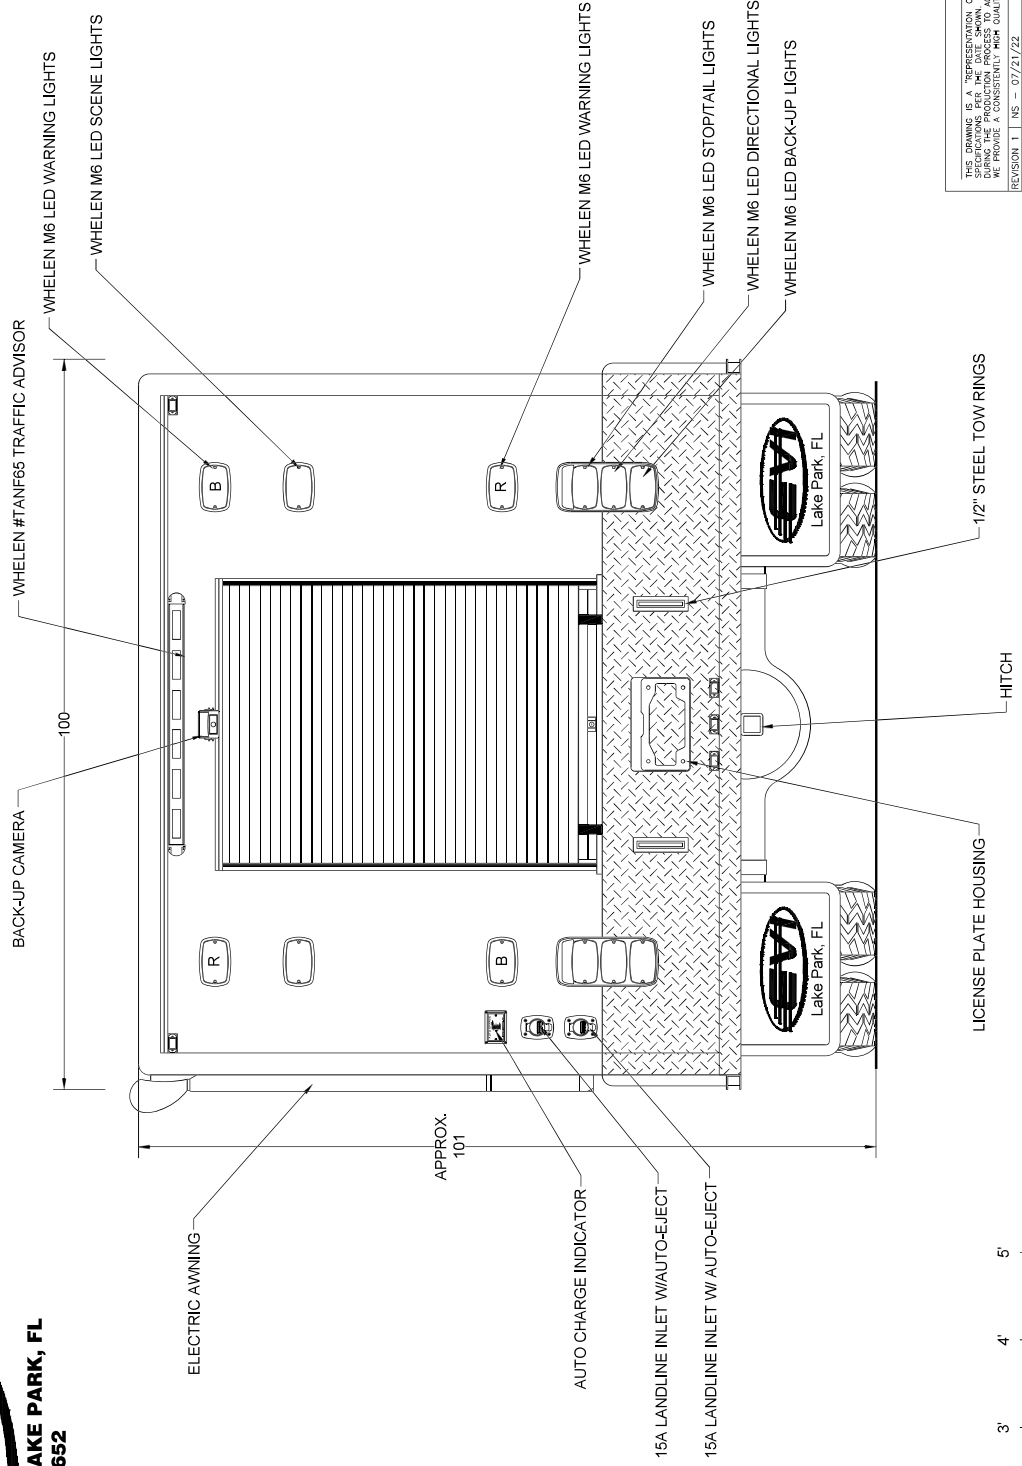 AKE PARK, FL
652
BACK-UP CAMERA
WHELEN #TANF65 TRAFFIC ADVISOR
WHELEN M6 LED WARNING LIGHTS
WHELEN M6 LED SCENE LIGHTS
WHELEN M6 LED WARNING LIGHTS
WHELEN M6 LED STOP/TAIL LIGHTS
WHELEN M6 LED DIRECTIONAL LIGHTS
WHELEN M6 LED BACK-UP LIGHTS
100
R
B
B
R
ELECTRIC AWNING
APPROX.
101
AUTO CHARGE INDICATOR
15A LANDLINE INLET W/AUTO-EJECT
15A LANDLINE INLET W/ AUTO-EJECT
SVI
Lake Park, FL
SVI
Lake Park, FL
LICENSE PLATE HOUSING
HITCH
1/2" STEEL TOW RINGS
3'
4'
5'
THIS DRAWING IS A "REPRESENTATION O
SPECIFICATIONS PER THE DATE SHOWN.
DURING THE PRODUCTION PROCESS TO AC
WE PROVIDE A CONSISTENTLY HIGH QUALIT
REVISION 1 NS - 07/21/22